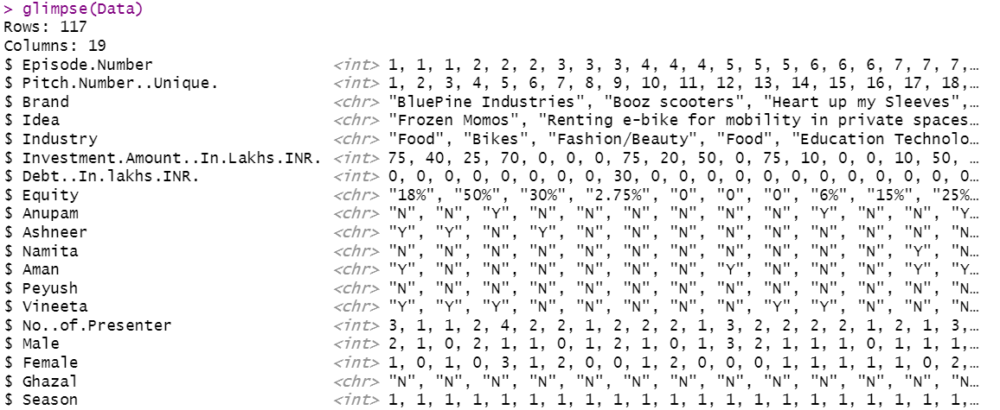 > glimpse(Data)
Rows: 117
Columns: 19
$ Episode.Number <int> 1, 1, 1, 2, 2, 2, 3, 3, 3, 4, 4, 4, 5, 5, 5, 6, 6, 6, 7, 7, 7,…
$ Pitch.Number..Unique. <int> 1, 2, 3, 4, 5, 6, 7, 8, 9, 10, 11, 12, 13, 14, 15, 16, 17, 18,…
$ Brand <chr> "BluePine Industries", "Booz scooters", "Heart up my Sleeves",…
$ Idea <chr> "Frozen Momos", "Renting e-bike for mobility in private spaces…
$ Industry <chr> "Food", "Bikes", "Fashion/Beauty", "Food", "Education Technolo…
$ Investment.Amount..In.Lakhs.INR. <int> 75, 40, 25, 70, 0, 0, 0, 75, 20, 50, 0, 75, 10, 0, 0, 10, 50, …
$ Debt..In.lakhs.INR. <int> 0, 0, 0, 0, 0, 0, 0, 0, 30, 0, 0, 0, 0, 0, 0, 0, 0, 0, 0, 0, 0…
$ Equity <chr> "18%", "50%", "30%", "2.75%", "0", "0", "0", "6%", "15%", "25%…
$ Anupam <chr> "N", "N", "Y", "N", "N", "N", "N", "N", "N", "Y", "N", "N", "Y…
$ Ashneer <chr> "Y", "Y", "N", "Y", "N", "N", "N", "N", "N", "N", "N", "N", "N…
$ Namita <chr> "N", "N", "N", "N", "N", "N", "N", "N", "N", "N", "N", "Y", "N…
$ Aman <chr> "Y", "N", "N", "N", "N", "N", "N", "Y", "N", "N", "N", "Y", "Y…
$ Peyush <chr> "N", "N", "N", "N", "N", "N", "N", "N", "N", "N", "N", "N", "N…
$ Vineeta <chr> "Y", "Y", "Y", "N", "N", "N", "N", "N", "Y", "Y", "N", "N", "N…
$ No..of.Presenter <int> 3, 1, 1, 2, 4, 2, 2, 1, 2, 2, 2, 1, 3, 2, 2, 2, 2, 1, 2, 1, 3,…
$ Male <int> 2, 1, 0, 2, 1, 1, 0, 1, 2, 1, 0, 1, 3, 2, 1, 1, 1, 0, 1, 1, 1,…
$ Female <int> 1, 0, 1, 0, 3, 1, 2, 0, 0, 1, 2, 0, 0, 0, 1, 1, 1, 1, 1, 0, 2,…
$ Ghazal <chr> "N", "N", "N", "N", "N", "N", "N", "N", "N", "N", "N", "N", "N…
$ Season <int> 1, 1, 1, 1, 1, 1, 1, 1, 1, 1, 1, 1, 1, 1, 1, 1, 1, 1, 1, 1, 1,…